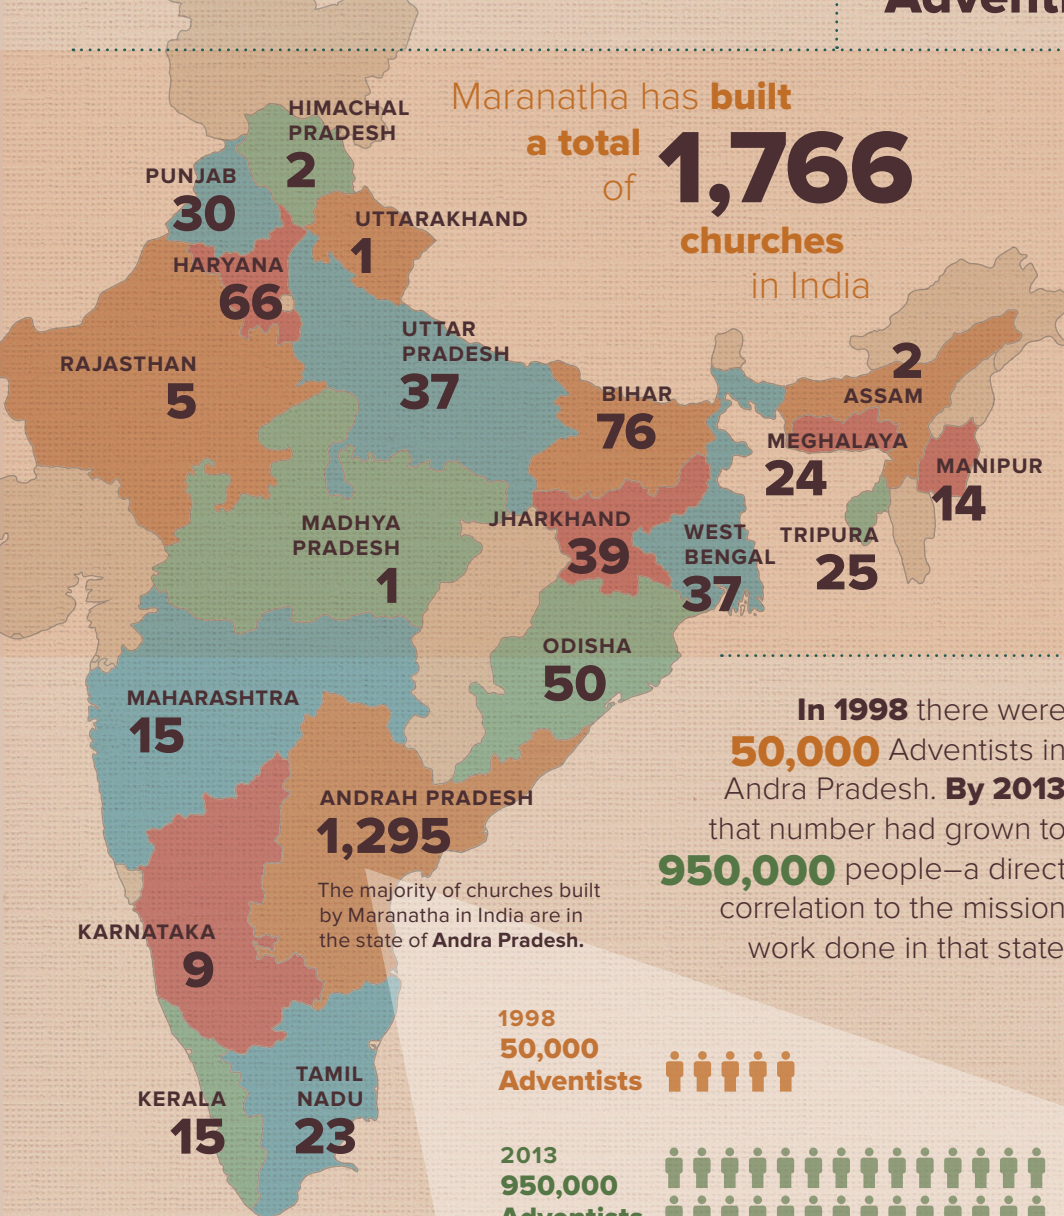 Maranatha has built
a total
of 1,766
churches
in India
HIMACHAL
PRADESH
2
PUNJAB
30
UTTARAKHAND
1
HARYANA
66
UTTAR
PRADESH
37
RAJASTHAN
5
BIHAR
76
2
ASSAM
MEGHALAYA
24
MANIPUR
14
MADHYA
PRADESH
1
JHARKHAND
39
WEST
BENGAL
37
TRIPURA
25
ODISHA
50
MAHARASHTRA
15
In 1998 there were
50,000 Adventists in
Andra Pradesh. By 2013
that number had grown to
950,000 people–a direct
correlation to the mission
work done in that state
ANDRAH PRADESH
1,295
The majority of churches built
by Maranatha in India are in
the state of Andra Pradesh.
KARNATAKA
9
KERALA
15
TAMIL
NADU
23
1998
50,000
Adventists
2013
950,000
Adventists